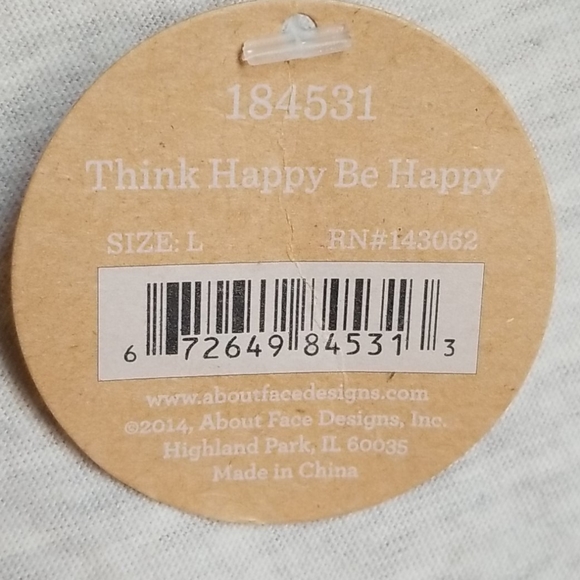 184531
Think Happy Be Happy
SIZE: L RN#143062
6 72649 84531 3
www.aboutfacedesigns.com
©2014, About Face Designs, Inc.
Highland Park, IL 60035
Made in China